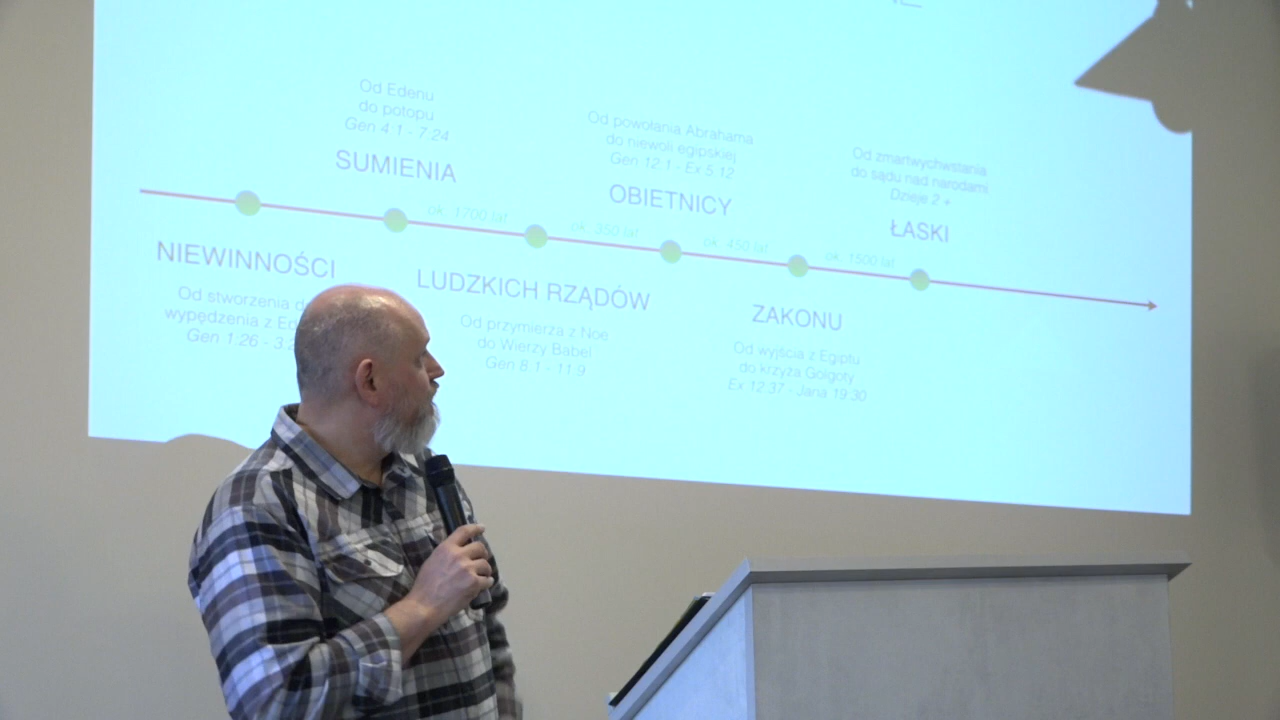 Od Edenu
do potopu
Gen 4:1 - 7.24
SUMIENIA
Od powołania Abrahama
do niewoli egipskiej
Gen 12.1 - Ex 5.12
OBIETNICY
Od zmartwychwstania
do sądu nad narodami
Dzieje 2 +
ŁASKI
ok. 1700 lat
ok. 350 lat
ok. 450 lat
ok. 1500 lat
NIEWINNOŚCI
Od stworzenia
wypędzenia z
Gen 1.26 -
LUDZKICH RZĄDÓW
Od przymierza z Noe
do Wierzy Babel
Gen 8.1 - 11.9
ZAKONU
Od wyjścia z Egiptu
do krzyża Golgoty
Ex 12.37 - Jana 19.30